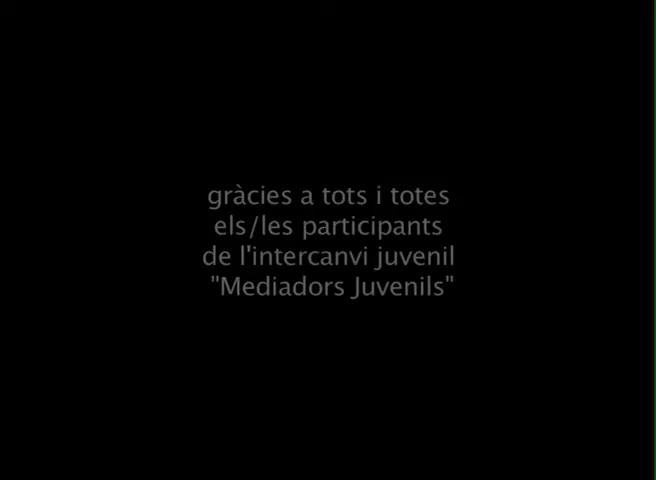 gràcies a tots i totes
els/les participants
de l'intercanvi juvenil
"Mediadors Juvenils"